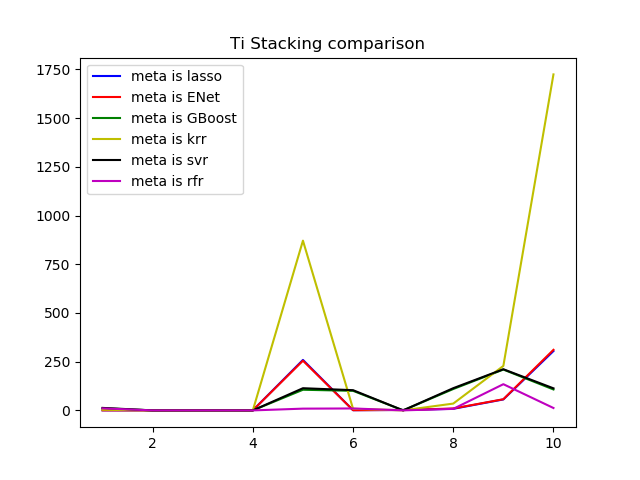 Ti Stacking comparison
meta is lasso
meta is ENet
meta is GBoost
meta is krr
meta is svr
meta is rfr
1750
1500
1250
1000
750
500
250
0
2 4 6 8 10